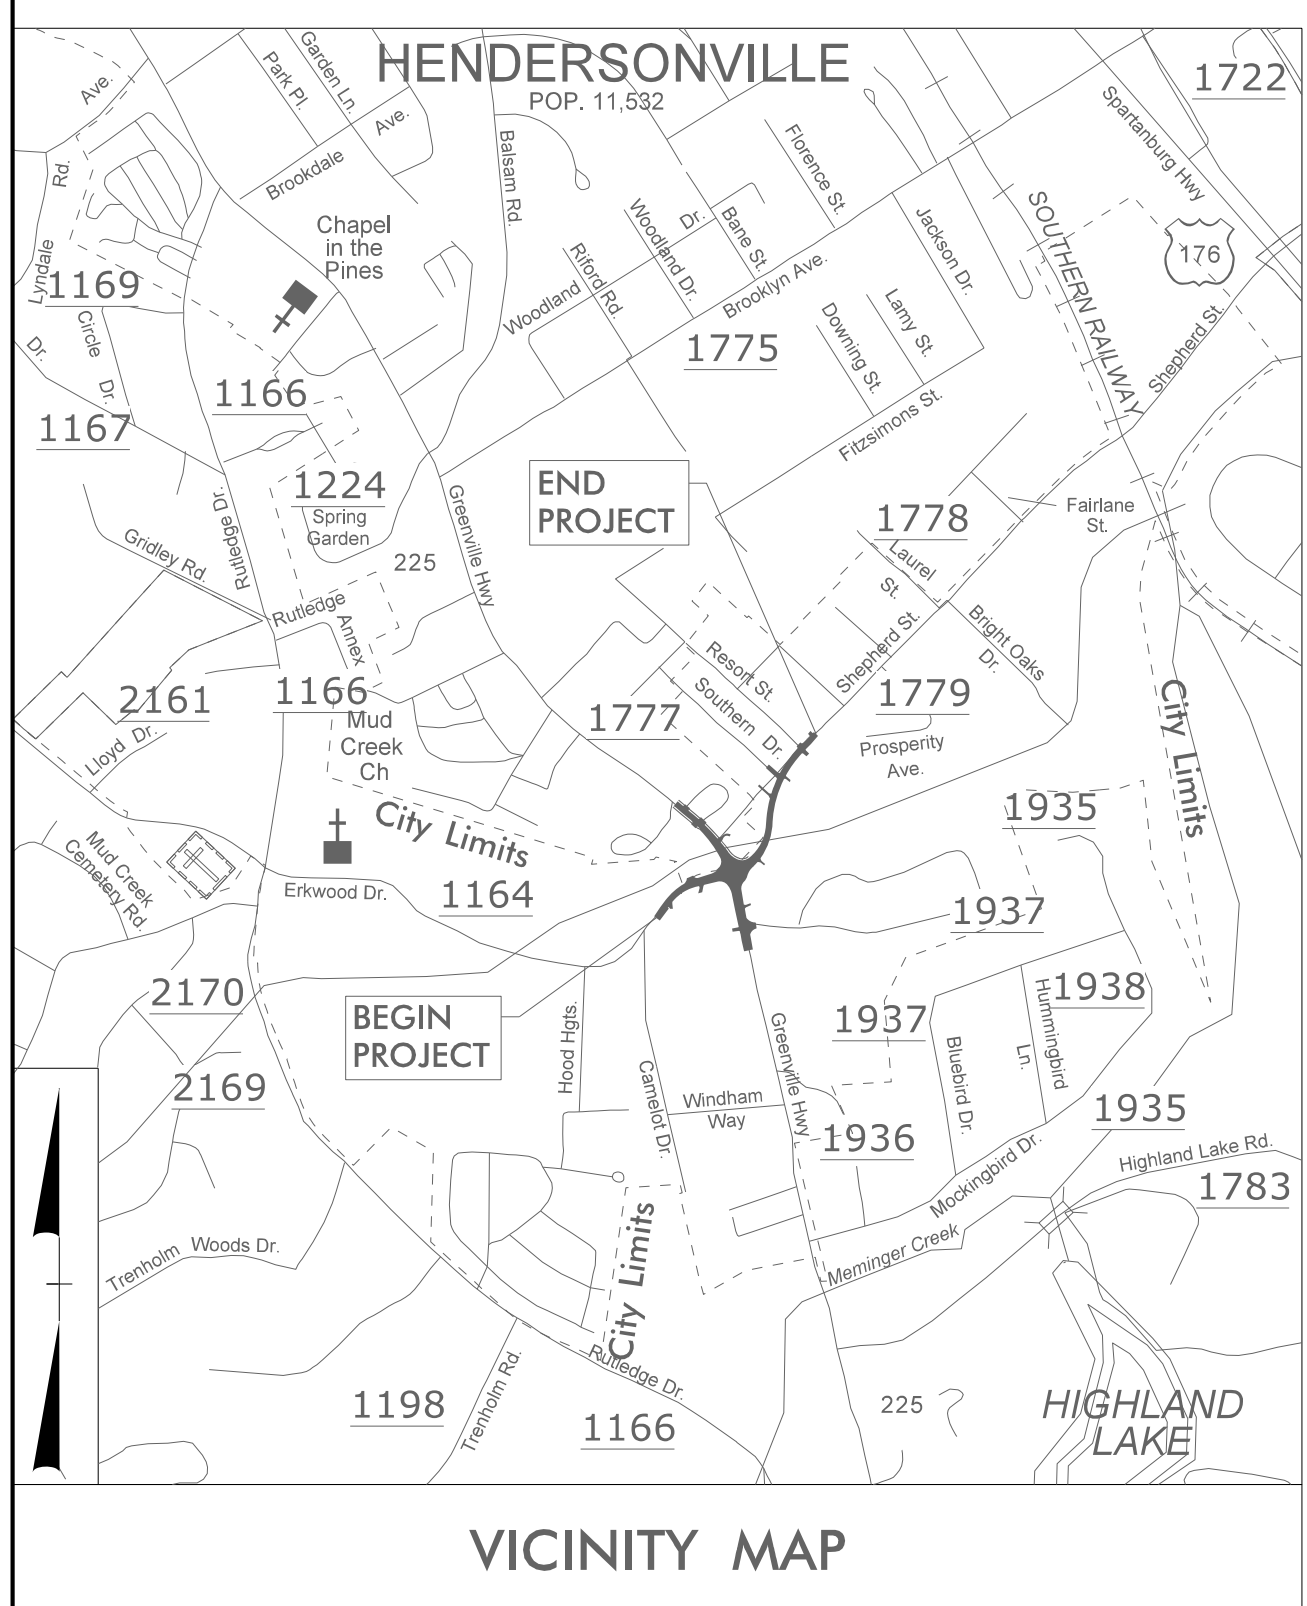 HENDERSONVILLE
POP. 11,532
1722
Ave.
Park Pl.
Garden Ln.
Ave.
Brookdale
Balsam Rd.
Florence St.
Spartanburg Hwy
Rd.
Lyndale
Chapel
in the
Pines
Woodland Dr.
Dr.
Bane St.
Jackson Dr.
SOUTHERN RAILWAY
176
1169
Riford Rd.
Woodland
Brooklyn Ave.
Circle
Dr.
Dr.
1775
Downing St.
Lamy St.
Shepherd St.
1166
1167
Fitzsimons St.
1224
Spring
Garden
Rutledge Dr.
Greenville Hwy
END
PROJECT
1778
Fairlane
St.
Gridley Rd.
225
Laurel
St.
Rutledge
Annex
Shepherd St.
Bright Oaks
Dr.
Resort St.
Southern Dr.
2161
1166
Mud
Creek
Ch
1777
1779
City Limits
Lloyd Dr.
Prosperity
Ave.
City Limits
1935
Mud Creek
Cemetery Rd.
Erkwood Dr.
1164
1937
2170
BEGIN
PROJECT
Hood Hgts.
1937
1938
Hummingbird
Ln.
Greenville Hwy
Bluebird Dr.
2169
Camelot Dr.
Windham
Way
1936
1935
Mockingbird Dr.
Highland Lake Rd.
1783
Trenholm
Woods Dr.
City Limits
Meminger Creek
Rutledge Dr.
Trenholm Rd.
1198
1166
225
HIGHLAND
LAKE
VICINITY MAP